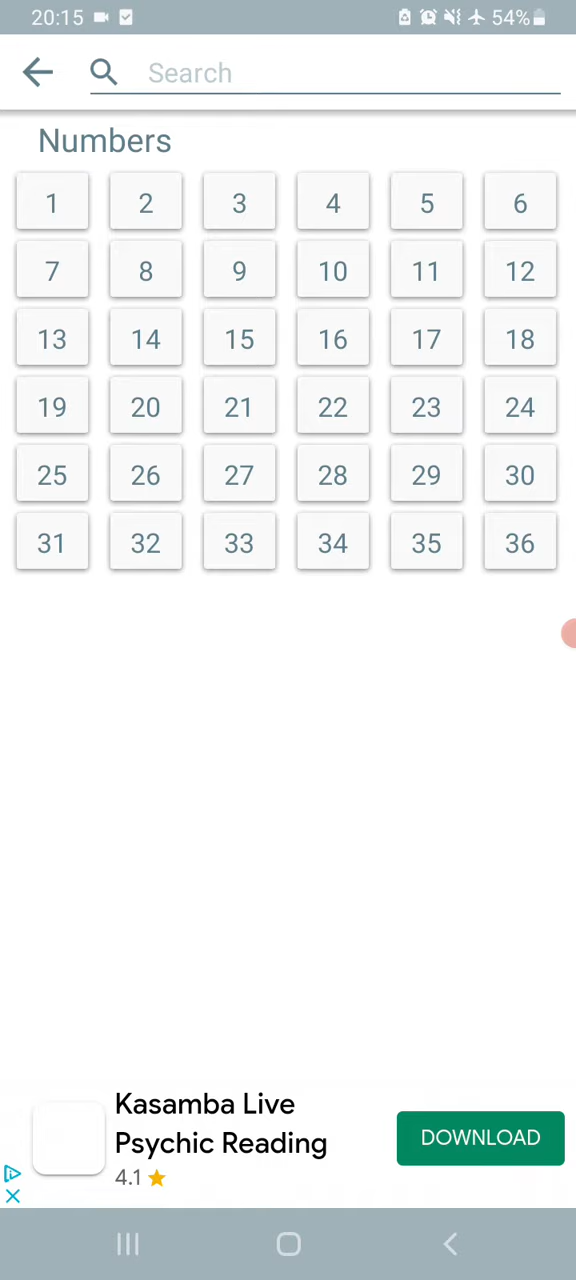 20:15 54%
Search
Numbers
1 2 3 4 5 6
7 8 9 10 11 12
13 14 15 16 17 18
19 20 21 22 23 24
25 26 27 28 29 30
31 32 33 34 35 36
Kasamba Live
Psychic Reading
DOWNLOAD
4.1